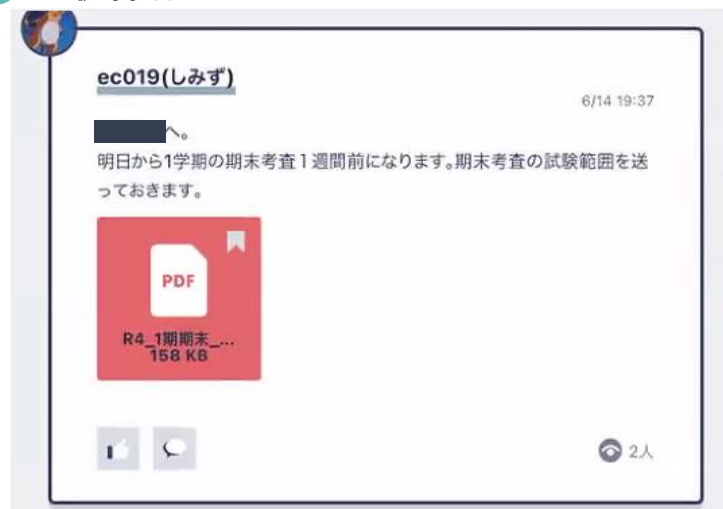 ec019(しみず)
6/14 19:37
へ。
明日から1学期の期末考査1週間前になります。期末考査の試験範囲を送
っておきます。
PDF
R4_1期期末_...
158 KB
2人